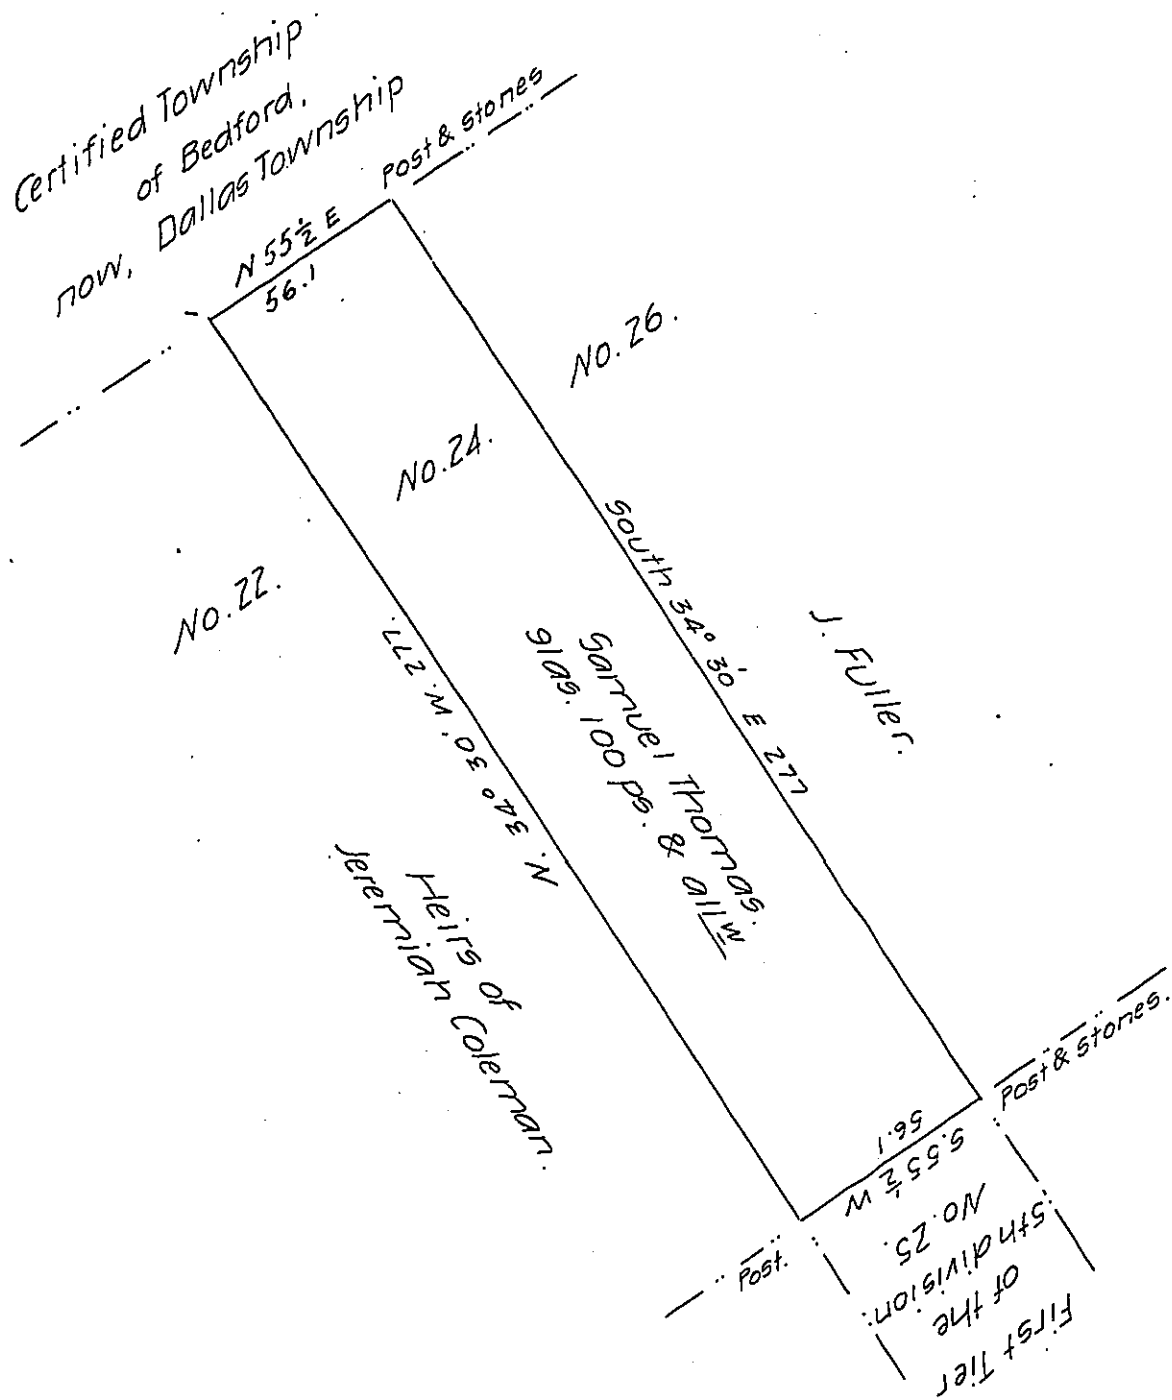 Certified Township
of Bedford,
now, Dallas Township
Post & stones
N 55½ E
56.1
No. 26.
No. 24.
No. 22.
South 34° 30' E 277
J. Fuller.
Samuel Thomas.
91as. 100 ps. & allw
N. 34° 30' W. 277.
Heirs of
Jeremiah Coleman.
Post & stones.
56.1
S. 55½ W
No. 25.
5th division.
of the
First Tier
Post.